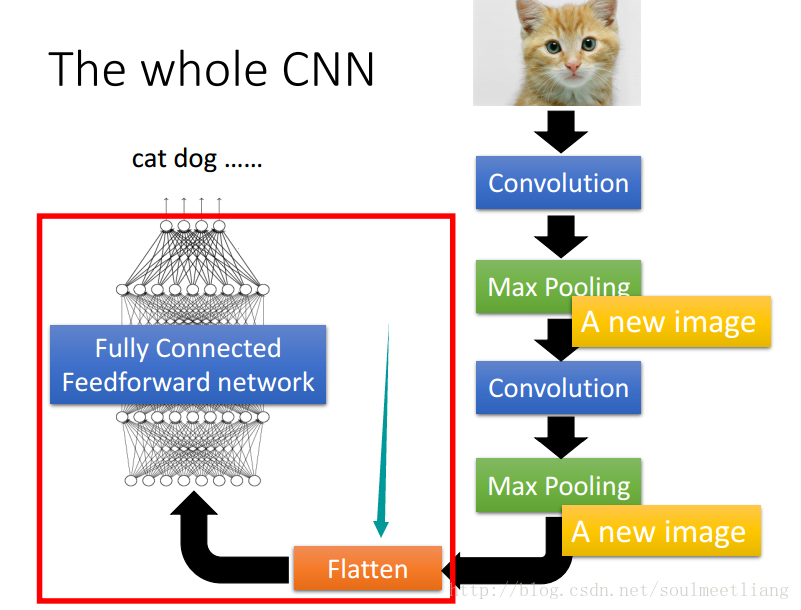 The whole CNN
cat dog ......
Convolution
Max Pooling
A new image
Convolution
Max Pooling
A new image
Flatten
Fully Connected
Feedforward network
http://blog.csdn.net/soulmeetliang